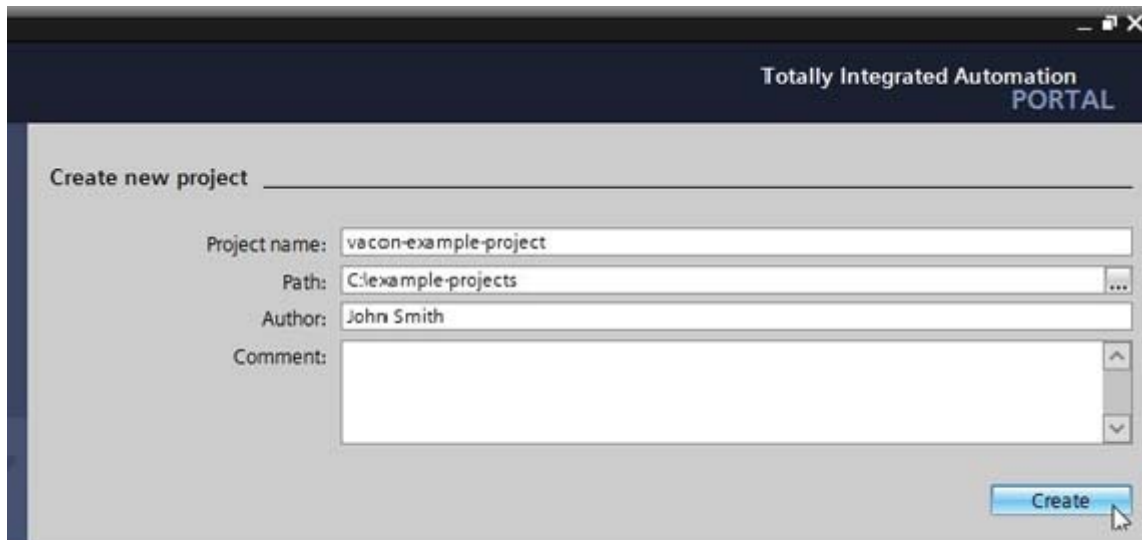 Totally Integrated Automation
PORTAL
Create new project
Project name: vacon-example-project
Path: C:\example-projects
...
Author: John Smith
Comment:
Create